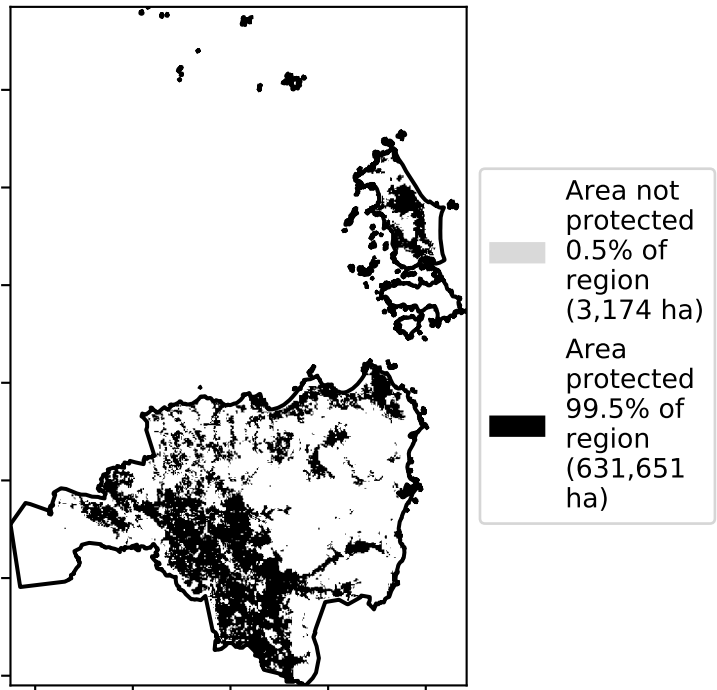 Area not
protected
0.5% of
region
(3,174 ha)
Area
protected
99.5% of
region
(631,651
ha)